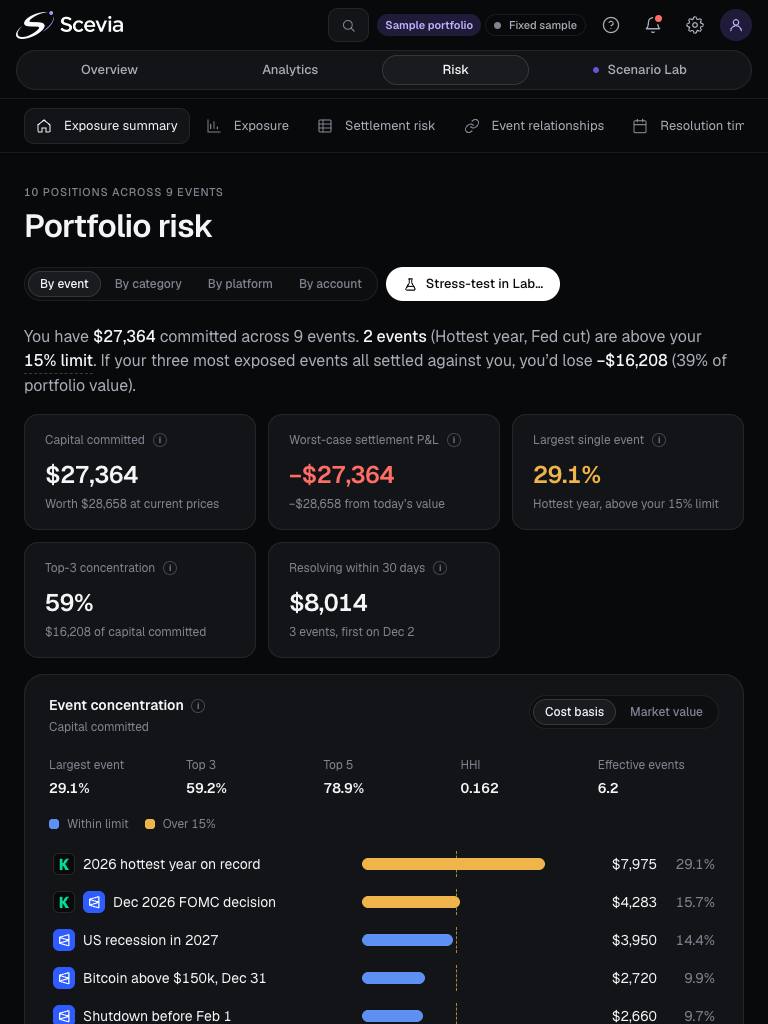 Scevia
Sample portfolio
Fixed sample
Overview
Analytics
Risk
Scenario Lab
Exposure summary
Exposure
Settlement risk
Event relationships
Resolution tim
10 POSITIONS ACROSS 9 EVENTS
Portfolio risk
By event
By category
By platform
By account
Stress-test in Lab…
You have $27,364 committed across 9 events. 2 events (Hottest year, Fed cut) are above your
15% limit. If your three most exposed events all settled against you, you’d lose −$16,208 (39% of
portfolio value).
Capital committed
$27,364
Worth $28,658 at current prices
Worst-case settlement P&L
−$27,364
−$28,658 from today’s value
Largest single event
29.1%
Hottest year, above your 15% limit
Top-3 concentration
59%
$16,208 of capital committed
Resolving within 30 days
$8,014
3 events, first on Dec 2
Event concentration
Capital committed
Cost basis
Market value
Largest event
29.1%
Top 3
59.2%
Top 5
78.9%
HHI
0.162
Effective events
6.2
Within limit
Over 15%
2026 hottest year on record $7,975 29.1%
Dec 2026 FOMC decision $4,283 15.7%
US recession in 2027 $3,950 14.4%
Bitcoin above $150k, Dec 31 $2,720 9.9%
Shutdown before Feb 1 $2,660 9.7%